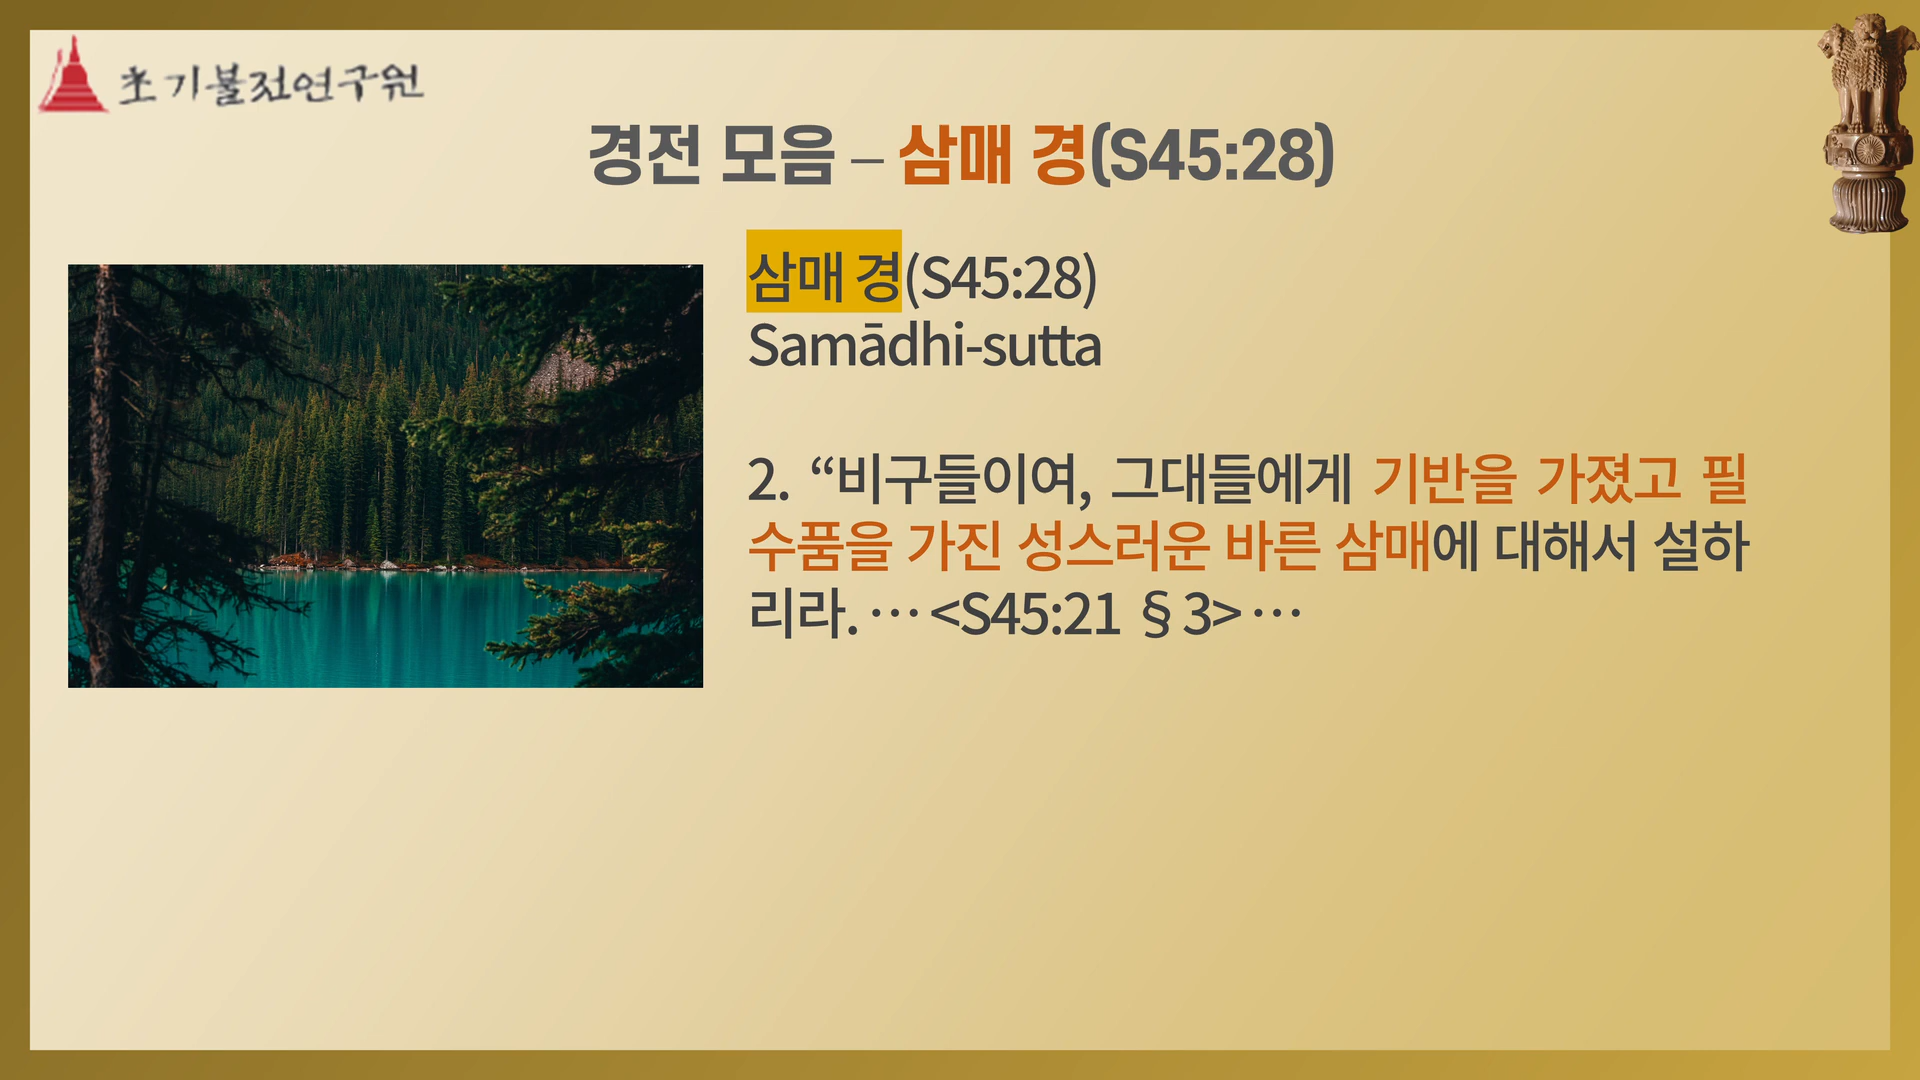 초기불전연구원
경전 모음 – 삼매 경(S45:28)
삼매 경(S45:28)
Samādhi-sutta
2. “비구들이여, 그대들에게 기반을 가졌고 필
수품을 가진 성스러운 바른 삼매에 대해서 설하
리라. … <S45:21 § 3> …